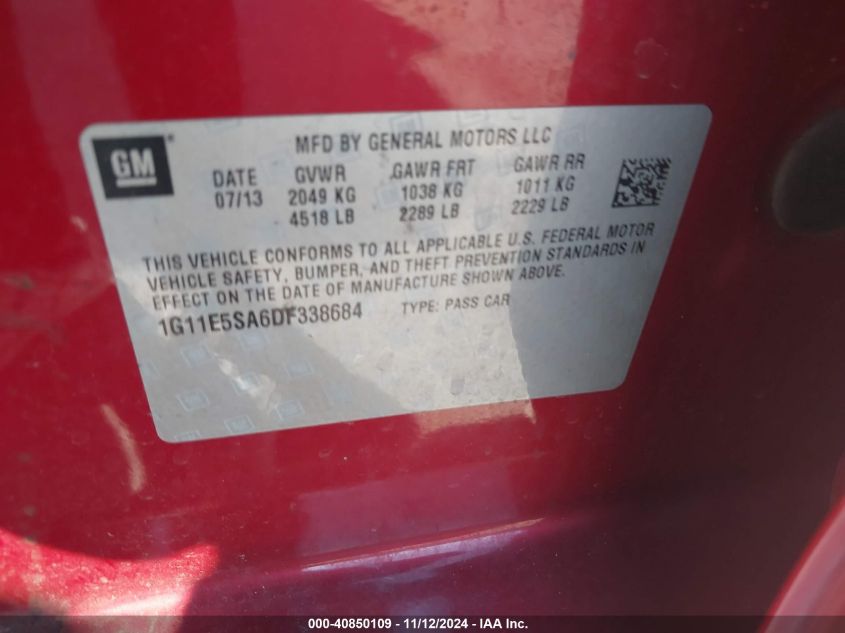 GM
MFD BY GENERAL MOTORS LLC
DATE GVWR GAWR FRT GAWR RR
07/13 2049 KG 1038 KG 1011 KG
4518 LB 2289 LB 2229 LB
THIS VEHICLE CONFORMS TO ALL APPLICABLE U.S. FEDERAL MOTOR
VEHICLE SAFETY, BUMPER, AND THEFT PREVENTION STANDARDS IN
EFFECT ON THE DATE OF MANUFACTURE SHOWN ABOVE.
1G11E5SA6DF338684 TYPE: PASS CAR
000-40850109 - 11/12/2024 - IAA Inc.